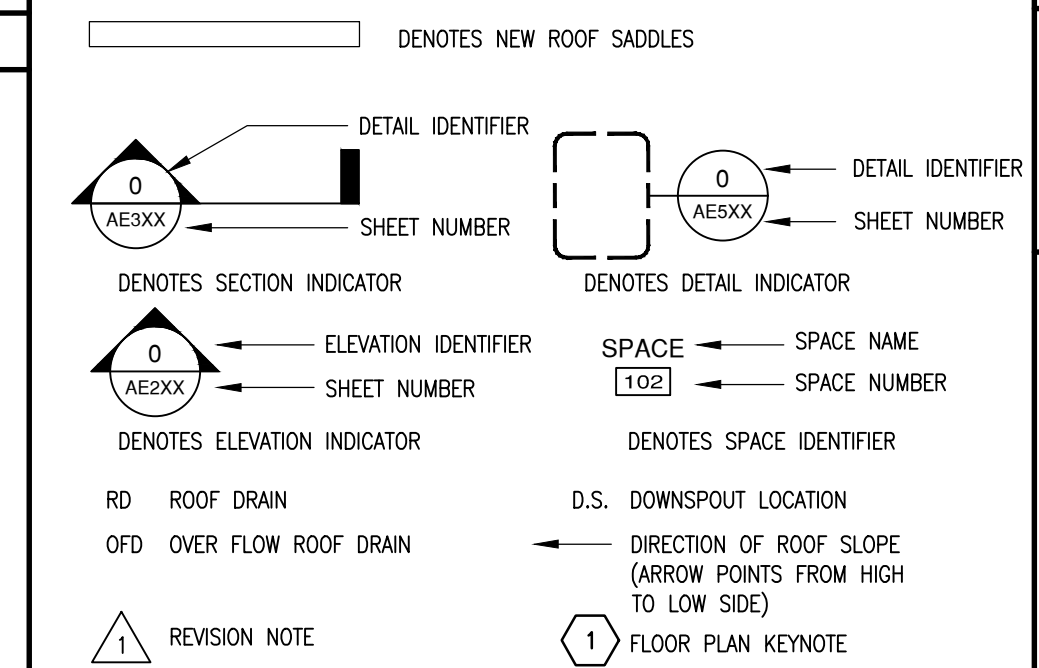 DENOTES NEW ROOF SADDLES
DETAIL IDENTIFIER
0
AE3XX
SHEET NUMBER
DENOTES SECTION INDICATOR
0
AE5XX
DETAIL IDENTIFIER
SHEET NUMBER
DENOTES DETAIL INDICATOR
0
AE2XX
ELEVATION IDENTIFIER
SHEET NUMBER
DENOTES ELEVATION INDICATOR
SPACE
102
SPACE NAME
SPACE NUMBER
DENOTES SPACE IDENTIFIER
RD ROOF DRAIN
D.S. DOWNSPOUT LOCATION
OFD OVER FLOW ROOF DRAIN
DIRECTION OF ROOF SLOPE
(ARROW POINTS FROM HIGH
TO LOW SIDE)
1 REVISION NOTE
1 FLOOR PLAN KEYNOTE